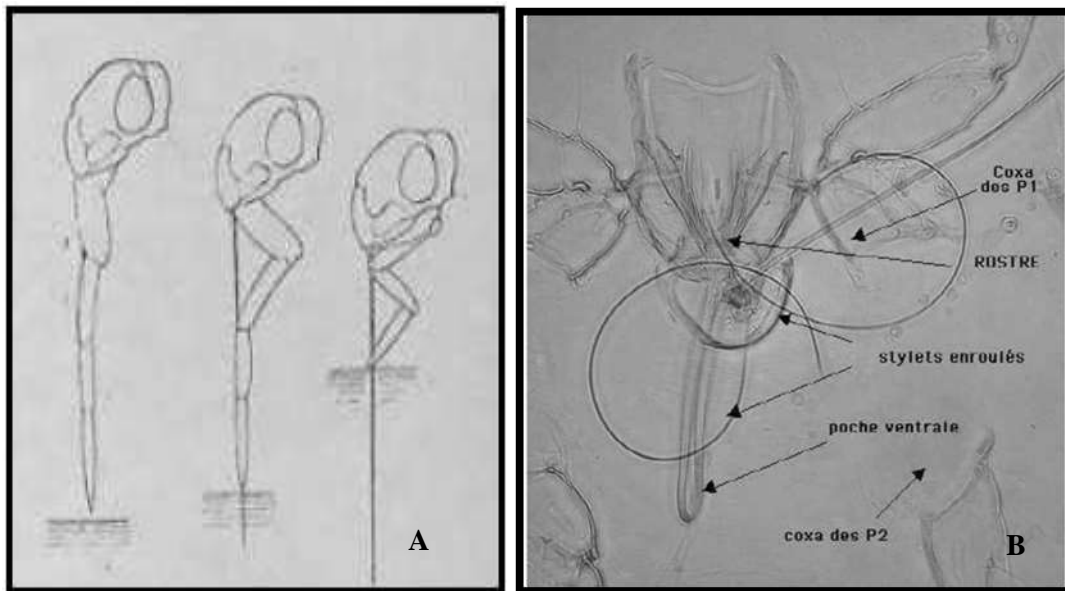 A
Coxa
des P1
ROSTRE
stylets enroulés
poche ventrale
coxa des P2
B